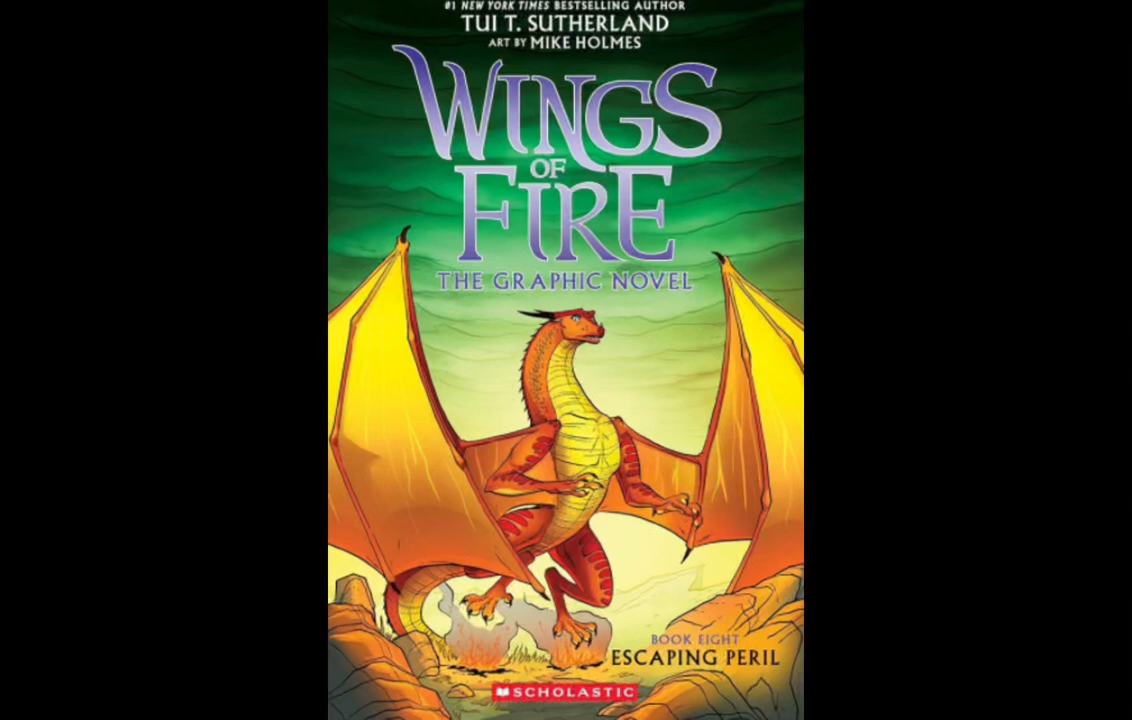 #1 NEW YORK TIMES BESTSELLING AUTHOR
TUI T. SUTHERLAND
ART BY MIKE HOLMES
WINGS
OF
FIRE
THE GRAPHIC NOVEL
BOOK EIGHT
ESCAPING PERIL
SCHOLASTIC